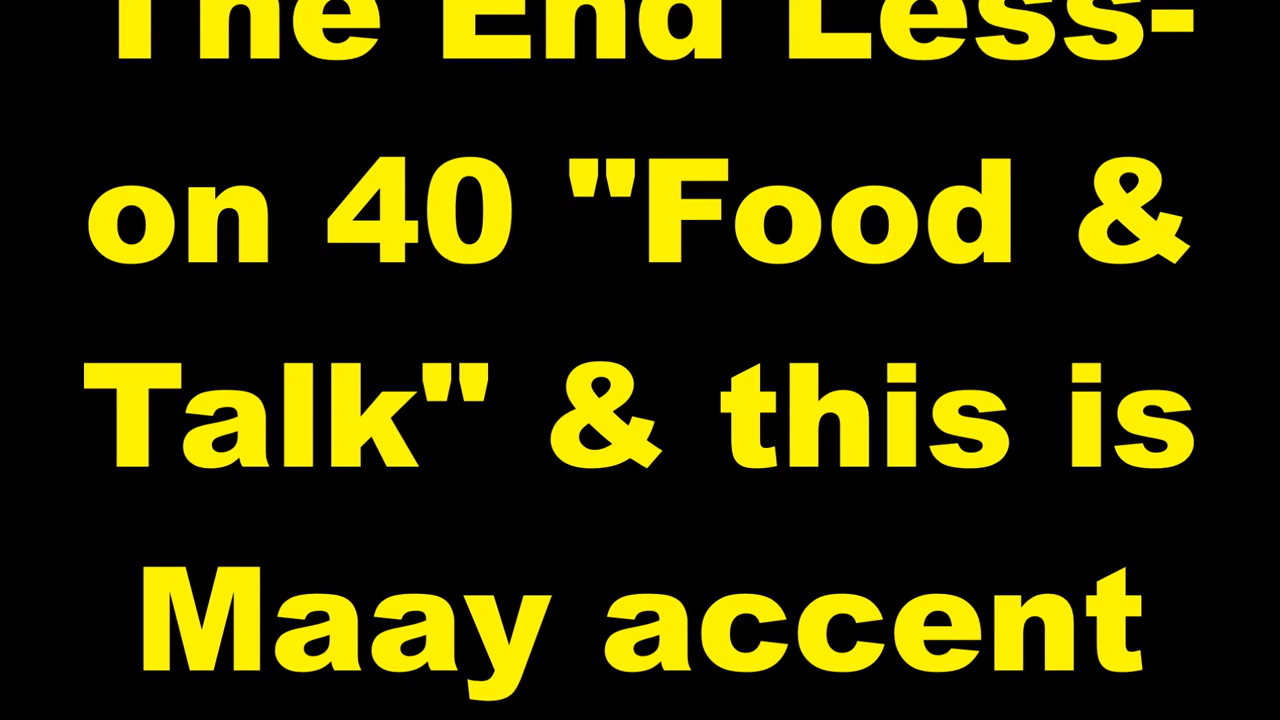 The End Less-
on 40 "Food &
Talk" & this is
Maay accent